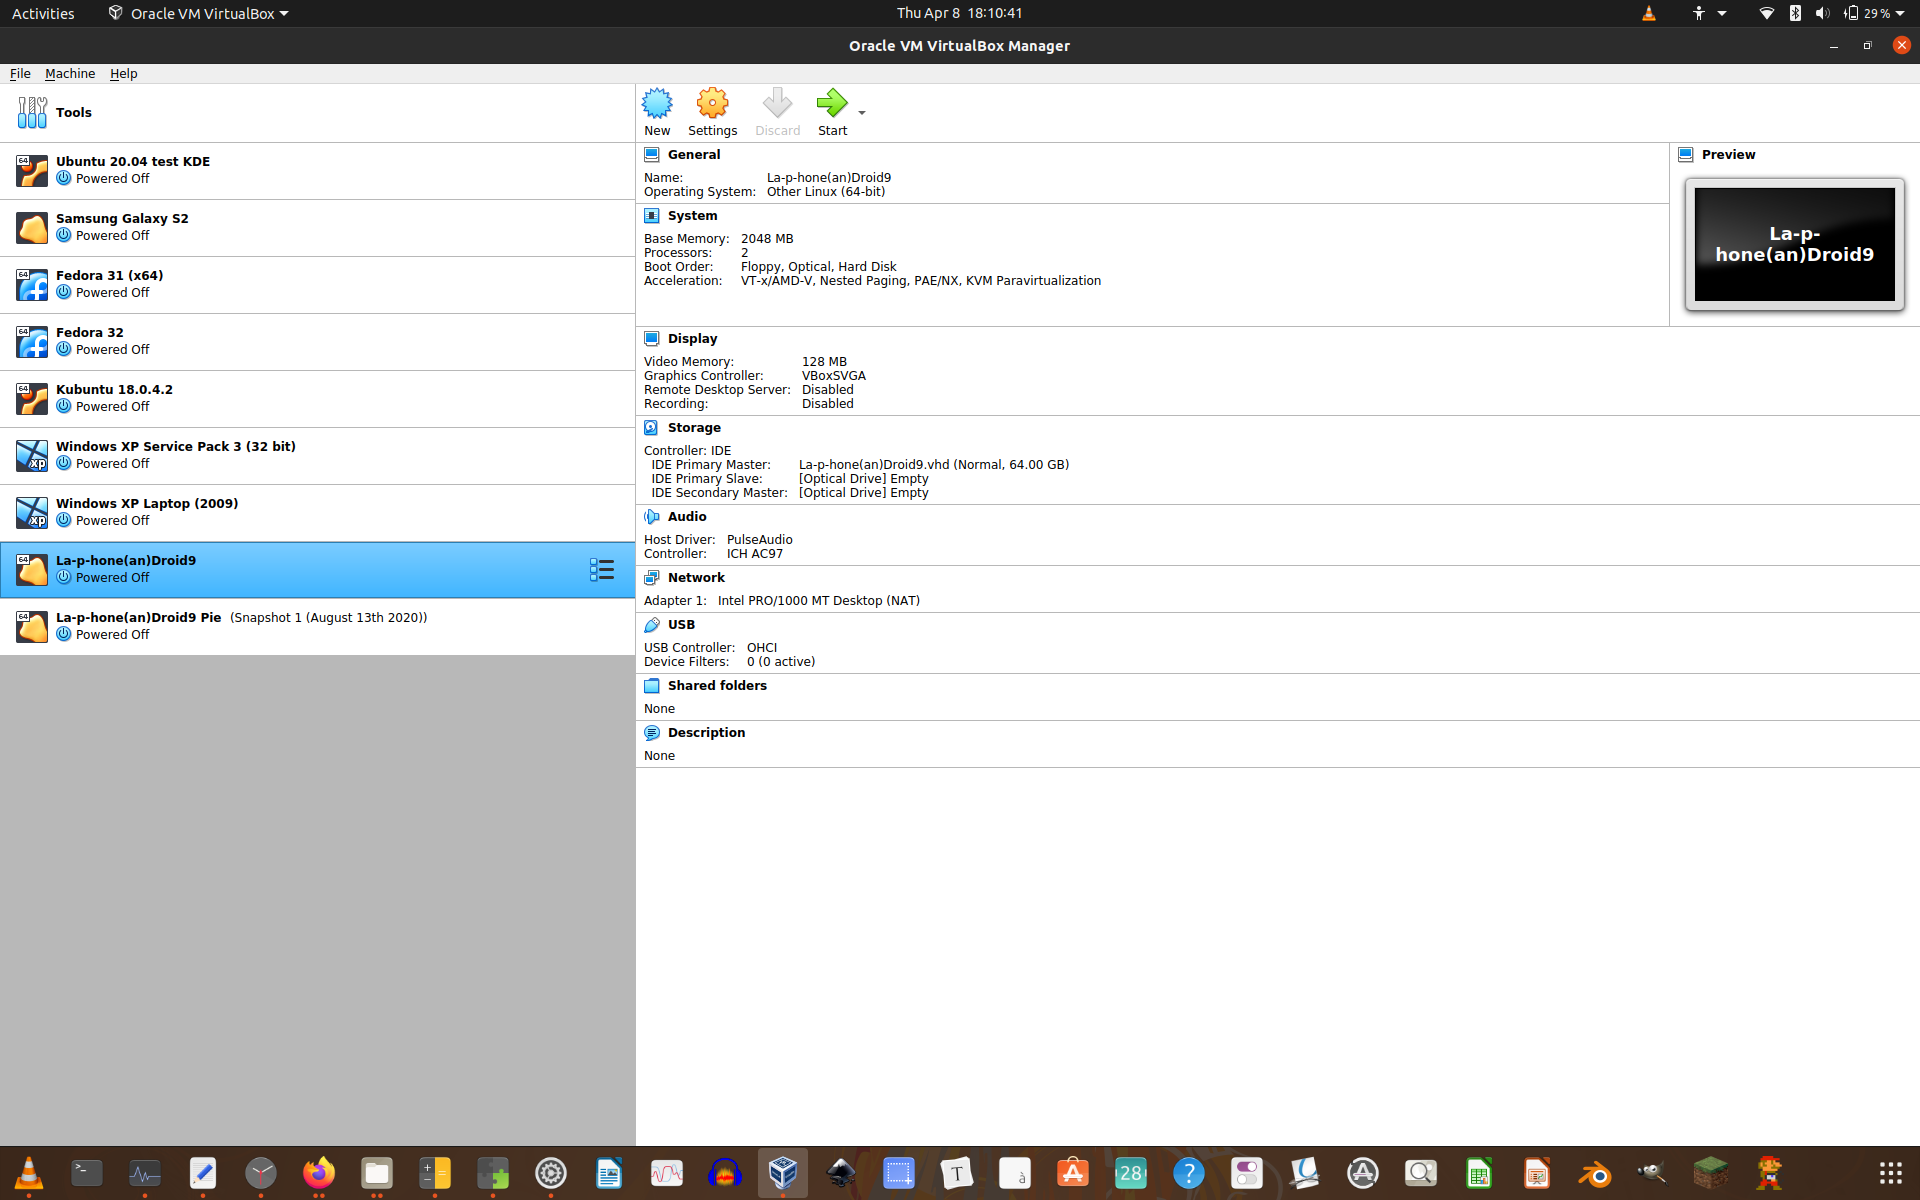 Activities Oracle VM VirtualBox Thu Apr 8 18:10:41 29 %
Oracle VM VirtualBox Manager
File Machine Help
Tools
New Settings Discard Start
64 Ubuntu 20.04 test KDE
Powered Off
Samsung Galaxy S2
Powered Off
64 Fedora 31 (x64)
Powered Off
64 Fedora 32
Powered Off
64 Kubuntu 18.0.4.2
Powered Off
Windows XP Service Pack 3 (32 bit)
xp Powered Off
Windows XP Laptop (2009)
xp Powered Off
64 La-p-hone(an)Droid9
Powered Off
64 La-p-hone(an)Droid9 Pie (Snapshot 1 (August 13th 2020))
Powered Off
General
Name: La-p-hone(an)Droid9
Operating System: Other Linux (64-bit)
System
Base Memory: 2048 MB
Processors: 2
Boot Order: Floppy, Optical, Hard Disk
Acceleration: VT-x/AMD-V, Nested Paging, PAE/NX, KVM Paravirtualization
Preview
La-p-
hone(an)Droid9
Display
Video Memory: 128 MB
Graphics Controller: VBoxSVGA
Remote Desktop Server: Disabled
Recording: Disabled
Storage
Controller: IDE
IDE Primary Master: La-p-hone(an)Droid9.vhd (Normal, 64.00 GB)
IDE Primary Slave: [Optical Drive] Empty
IDE Secondary Master: [Optical Drive] Empty
Audio
Host Driver: PulseAudio
Controller: ICH AC97
Network
Adapter 1: Intel PRO/1000 MT Desktop (NAT)
USB
USB Controller: OHCI
Device Filters: 0 (0 active)
Shared folders
None
Description
None
>_ T à A 28 ? A